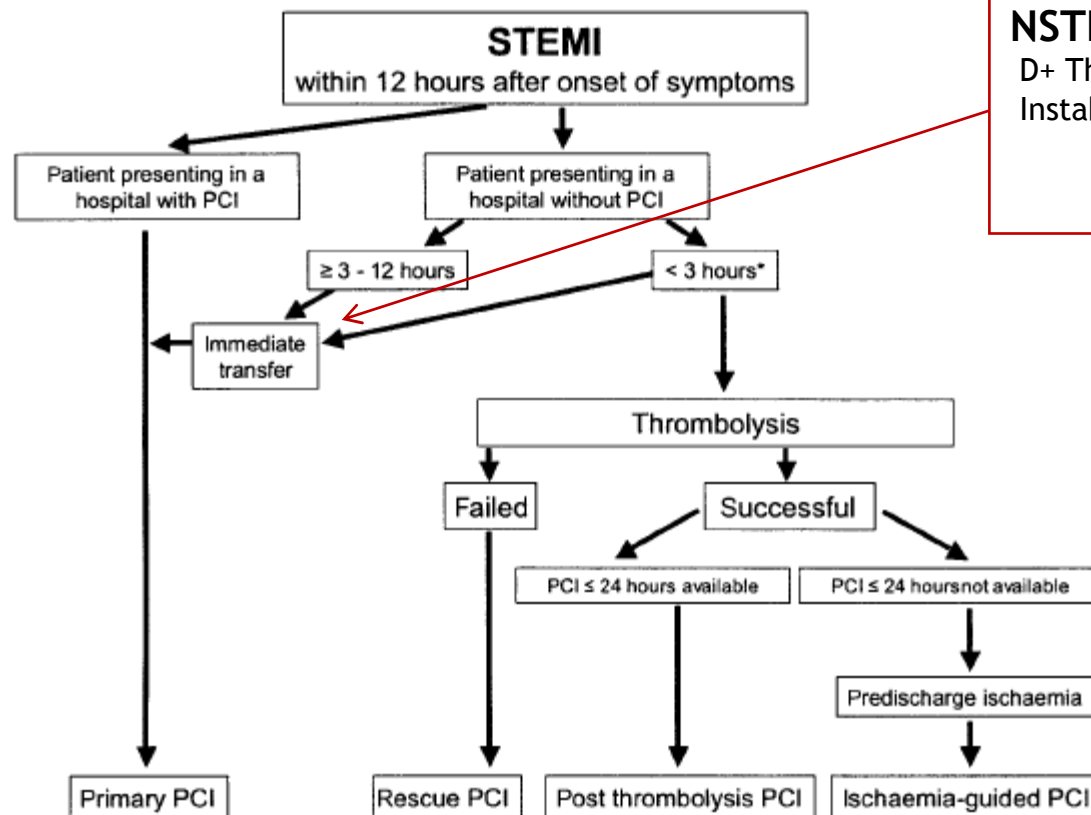 STEMI
within 12 hours after onset of symptoms
D+ Th
Patient presenting in a
hospital with PCI
Patient presenting in a
hospital without PCI
≥ 3 - 12 hours
< 3 hours*
Immediate
transfer
Thrombolysis
Failed
Successful
PCI ≤ 24 hours available
PCI ≤ 24 hoursnot available
Predischarge ischaemia
Primary PCI
Rescue PCI
Post thrombolysis PCI
Ischaemia-guided PCI